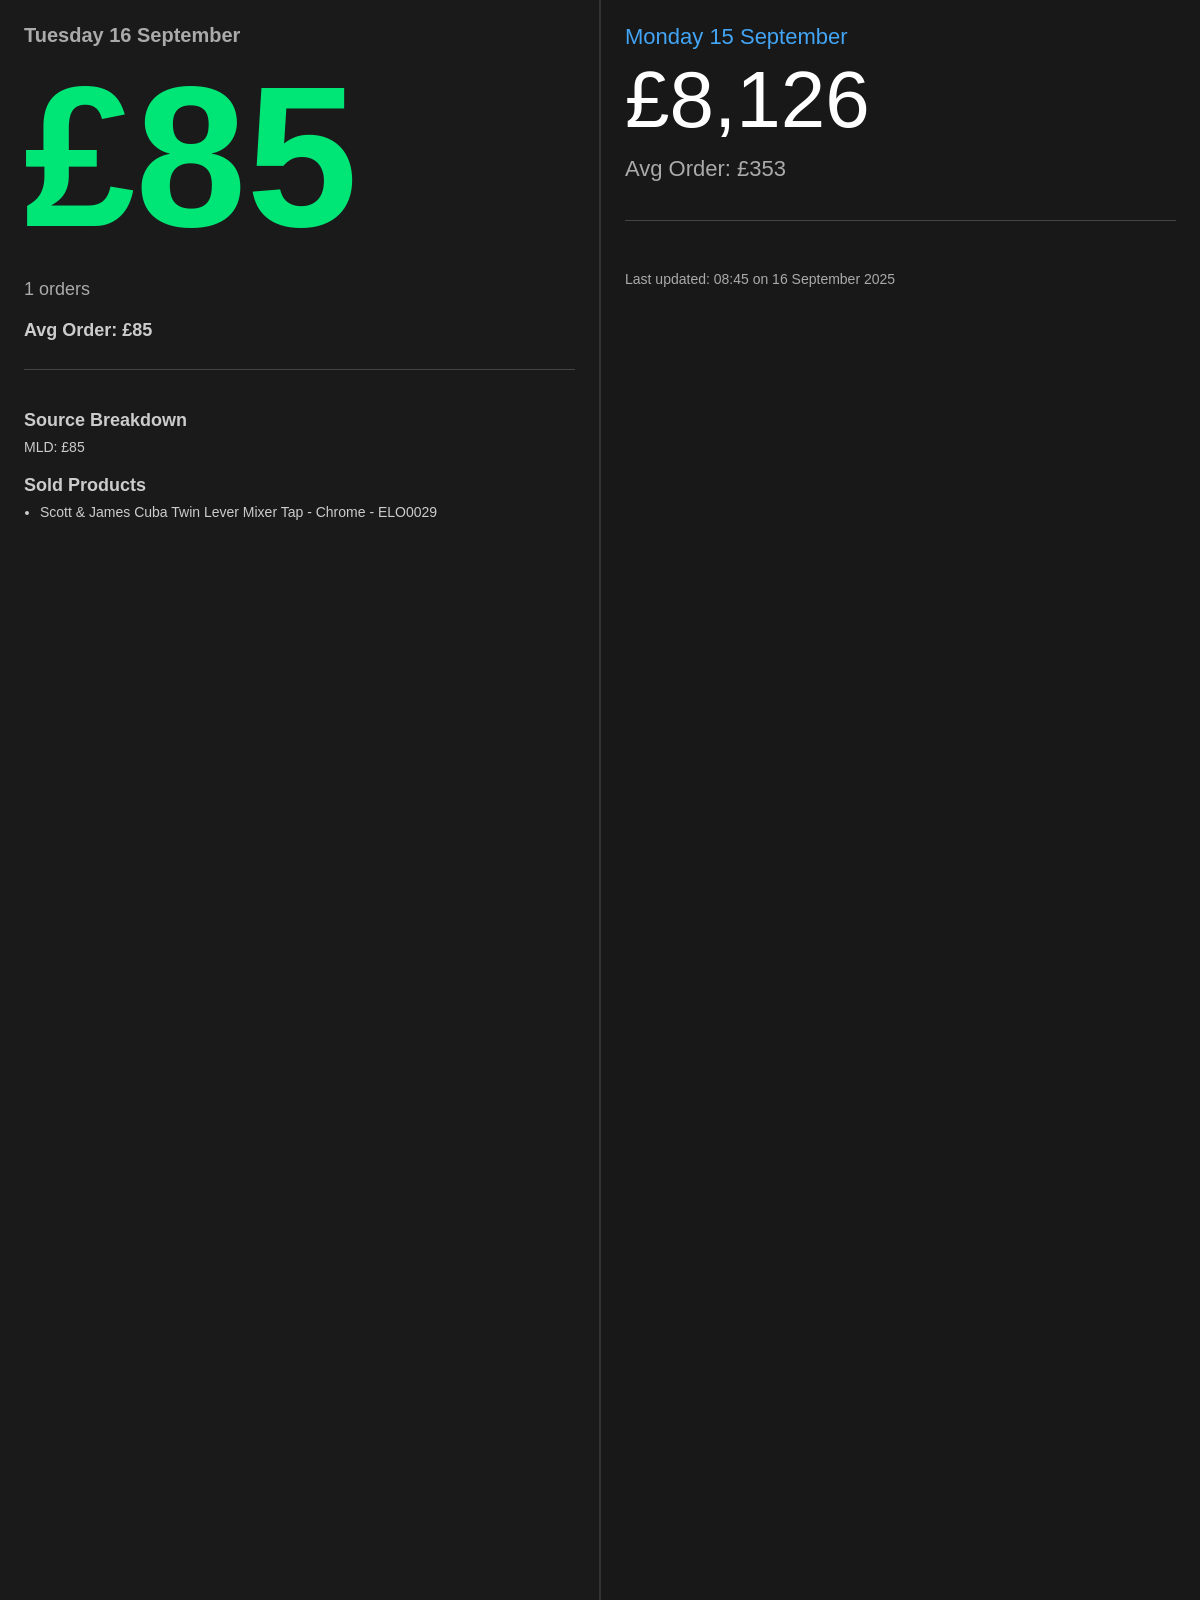 Tuesday 16 September
£85
1 orders
Avg Order: £85
Source Breakdown
MLD: £85
Sold Products
• Scott & James Cuba Twin Lever Mixer Tap - Chrome - ELO0029
Monday 15 September
£8,126
Avg Order: £353
Last updated: 08:45 on 16 September 2025